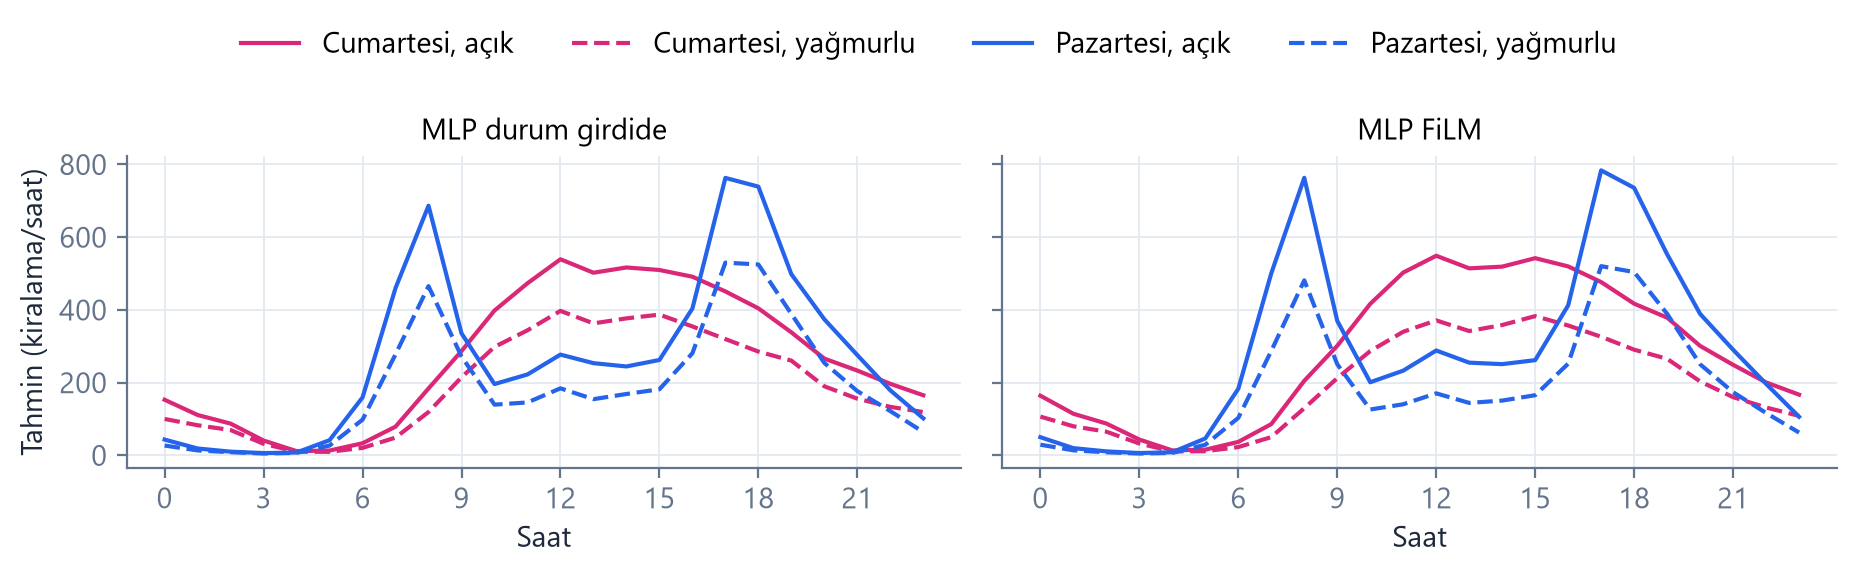 Cumartesi, açık Cumartesi, yağmurlu Pazartesi, açık Pazartesi, yağmurlu
MLP durum girdide
MLP FiLM
Tahmin (kiralama/saat)
800
600
400
200
0
0 3 6 9 12 15 18 21
0 3 6 9 12 15 18 21
Saat
Saat